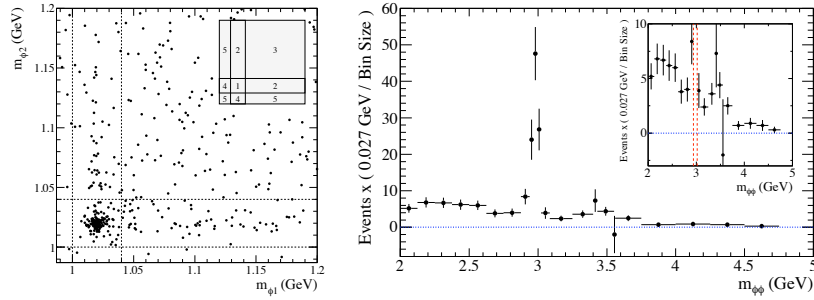 m_ϕ2 (GeV)
1.2
1.15
1.1
1.05
1
5 2 3
4 1 2
5 4 5
1 1.05 1.1 1.15 1.2
m_ϕ1 (GeV)
Events x ( 0.027 GeV / Bin Size )
60
50
40
30
20
10
0
2 2.5 3 3.5 4 4.5 5
m_ϕϕ (GeV)
Events x ( 0.027 GeV / Bin Size )
10
5
0
2 3 4 5
m_ϕϕ (GeV)